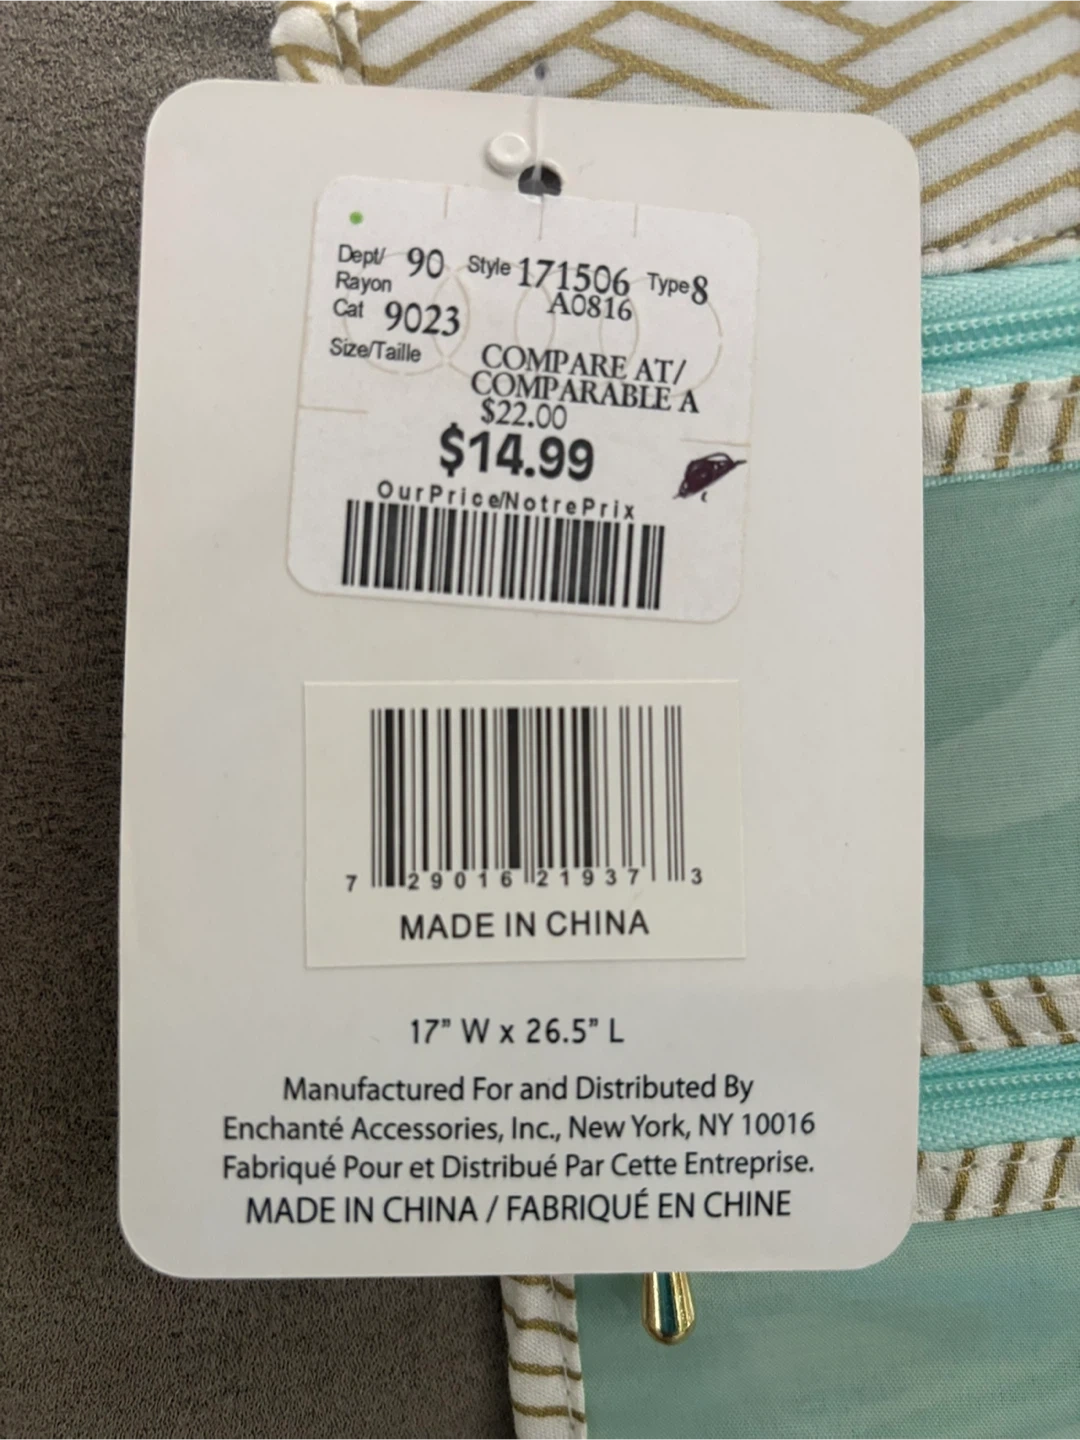 Dept/ Rayon 90 Style 171506 Type 8
A0816
Cat 9023
Size/Taille
COMPARE AT/
COMPARABLE A
$22.00
$14.99
OurPrice/NotrePrix
7 29016 21937 3
MADE IN CHINA
17” W x 26.5” L
Manufactured For and Distributed By
Enchanté Accessories, Inc., New York, NY 10016
Fabriqué Pour et Distribué Par Cette Entreprise.
MADE IN CHINA / FABRIQUÉ EN CHINE